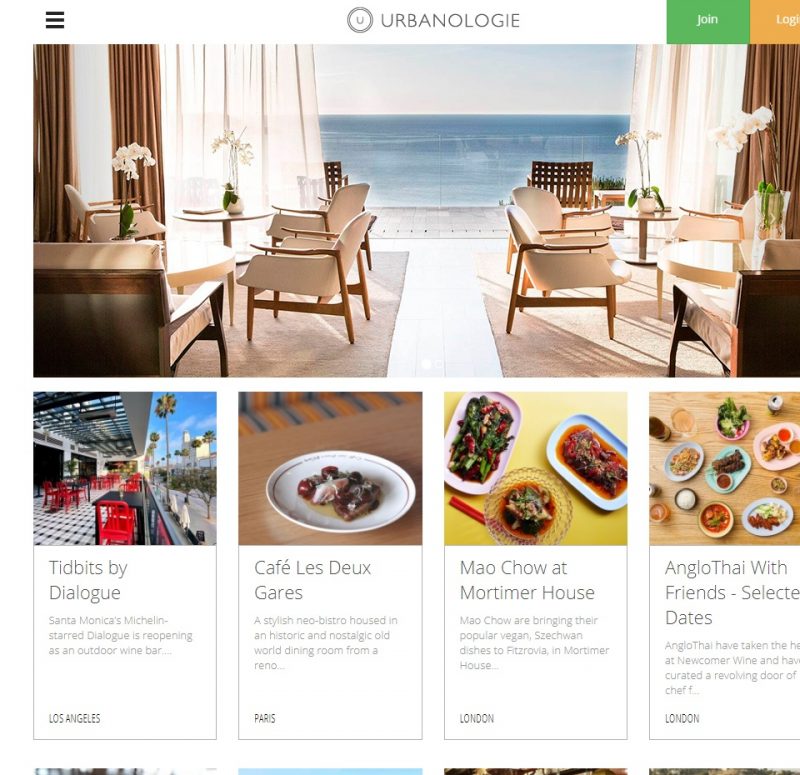 U URBANOLOGIE
Join
Logi
Tidbits by
Dialogue
Santa Monica's Michelin-
starred Dialogue is reopening
as an outdoor wine bar....
LOS ANGELES
Café Les Deux
Gares
A stylish neo-bistro housed in
an historic and nostalgic old
world dining room from a
reno...
PARIS
Mao Chow at
Mortimer House
Mao Chow are bringing their
popular vegan, Szechwan
dishes to Fitzrovia, in Mortimer
House...
LONDON
AngloThai With
Friends - Selecte
Dates
AngloThai have taken the he
at Newcomer Wine and have
curated a revolving door of
chef f...
LONDON